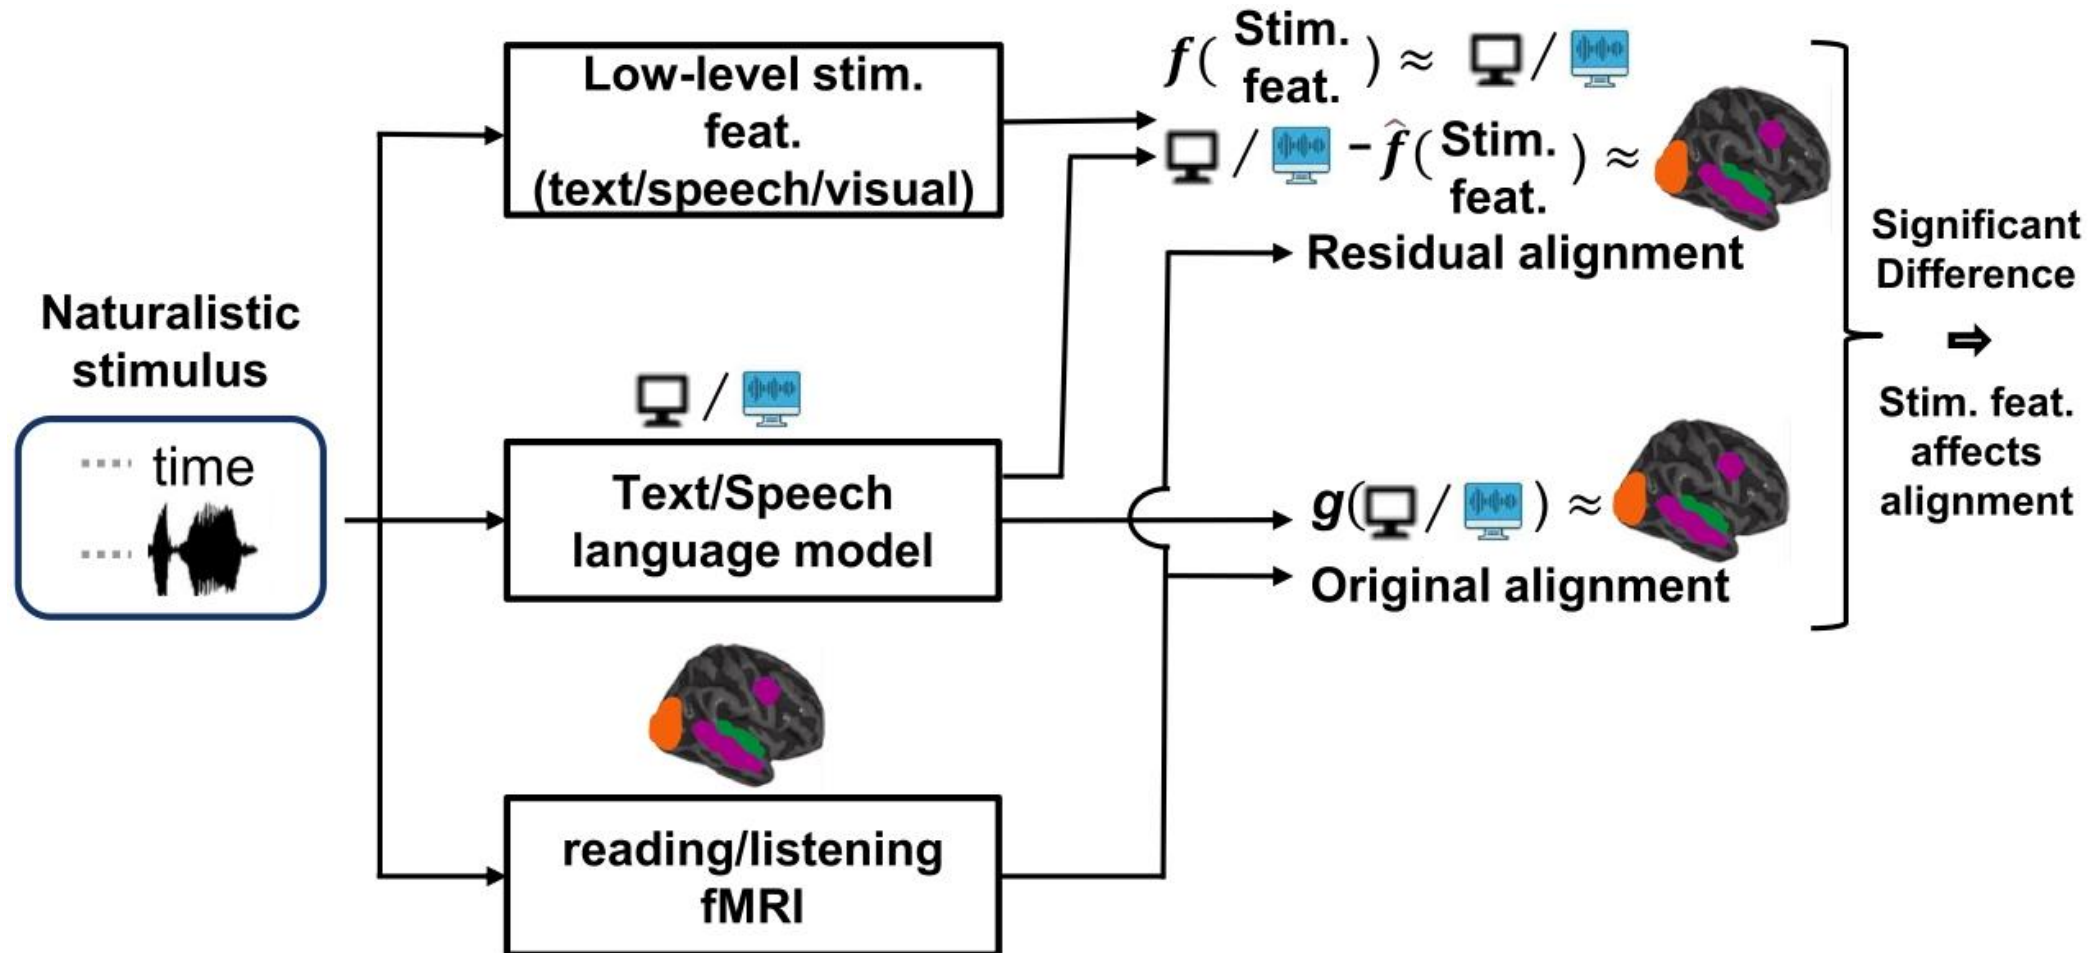 Naturalistic
stimulus
time
Low-level stim.
feat.
(text/speech/visual)
/
Text/Speech
language model
reading/listening
fMRI
f( Stim. feat. ) ≈ /
/ - f̂( Stim. feat. ) ≈
Residual alignment
g( / ) ≈
Original alignment
Significant
Difference
⇨
Stim. feat.
affects
alignment